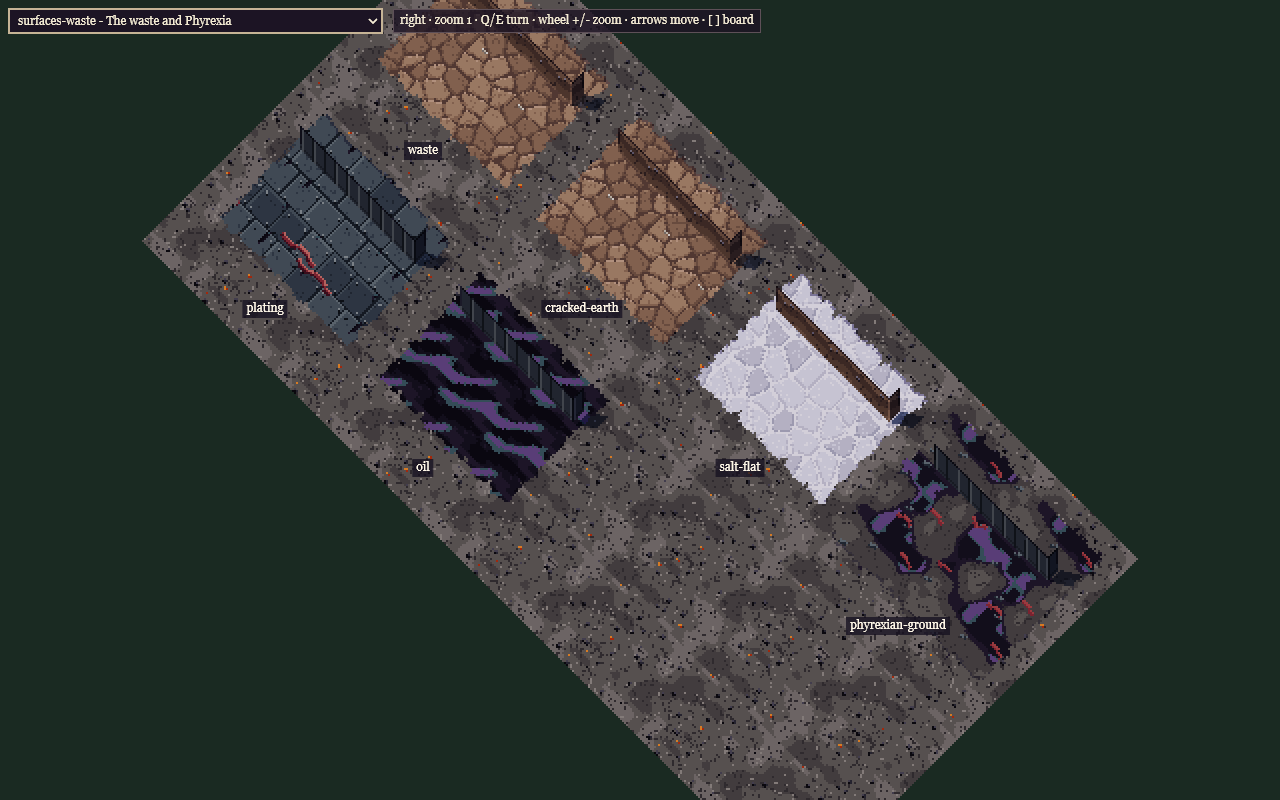 surfaces-waste - The waste and Phyrexia
right · zoom 1 · Q/E turn · wheel +/- zoom · arrows move · [ ] board
waste
plating
cracked-earth
oil
salt-flat
phyrexian-ground